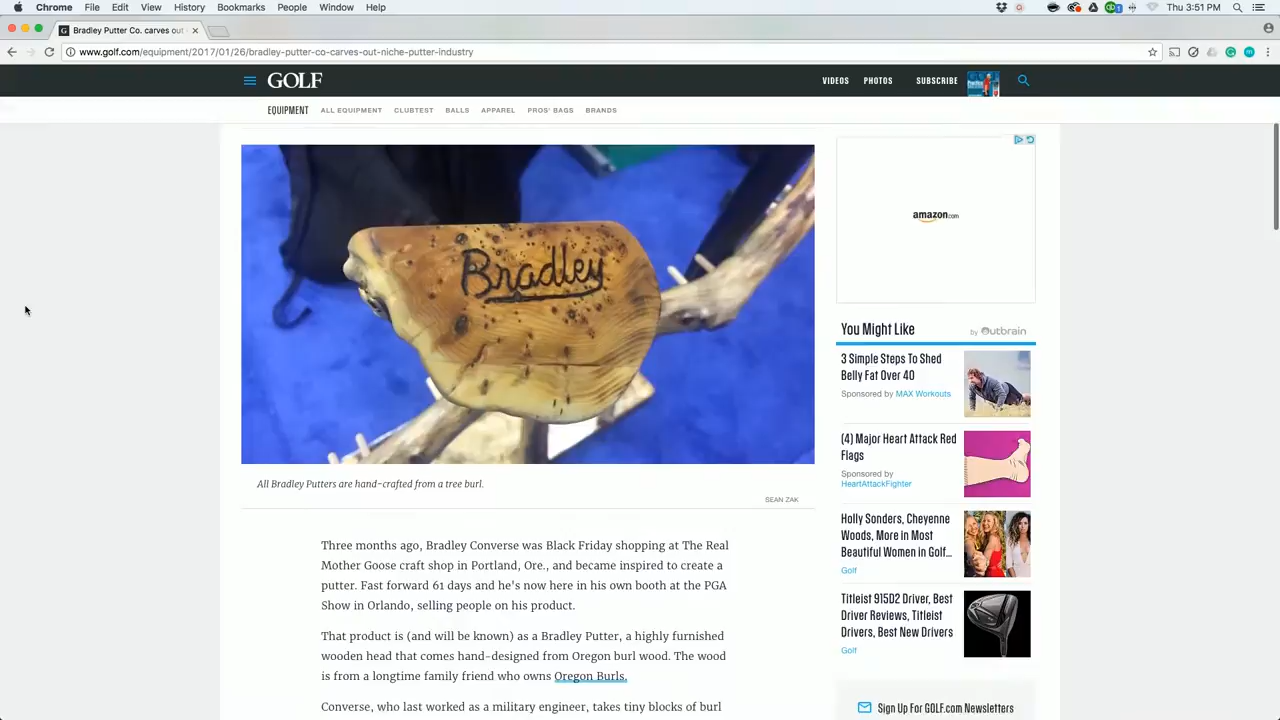 Chrome File Edit View History Bookmarks People Window Help
Thu 3:51 PM
Bradley Putter Co. carves out
www.golf.com/equipment/2017/01/26/bradley-putter-co-carves-out-niche-putter-industry
GOLF
VIDEOS PHOTOS SUBSCRIBE
EQUIPMENT ALL EQUIPMENT CLUBTEST BALLS APPAREL PROS' BAGS BRANDS
Bradley
All Bradley Putters are hand-crafted from a tree burl.
SEAN ZAK
Three months ago, Bradley Converse was Black Friday shopping at The Real
Mother Goose craft shop in Portland, Ore., and became inspired to create a
putter. Fast forward 61 days and he's now here in his own booth at the PGA
Show in Orlando, selling people on his product.
That product is (and will be known) as a Bradley Putter, a highly furnished
wooden head that comes hand-designed from Oregon burl wood. The wood
is from a longtime family friend who owns Oregon Burls.
Converse, who last worked as a military engineer, takes tiny blocks of burl
amazon.com
You Might Like
by Outbrain
3 Simple Steps To Shed
Belly Fat Over 40
Sponsored by MAX Workouts
(4) Major Heart Attack Red
Flags
Sponsored by
HeartAttackFighter
Holly Sonders, Cheyenne
Woods, More in Most
Beautiful Women in Golf...
Golf
Titleist 915D2 Driver, Best
Driver Reviews, Titleist
Drivers, Best New Drivers
Golf
Sign Up For GOLF.com Newsletters